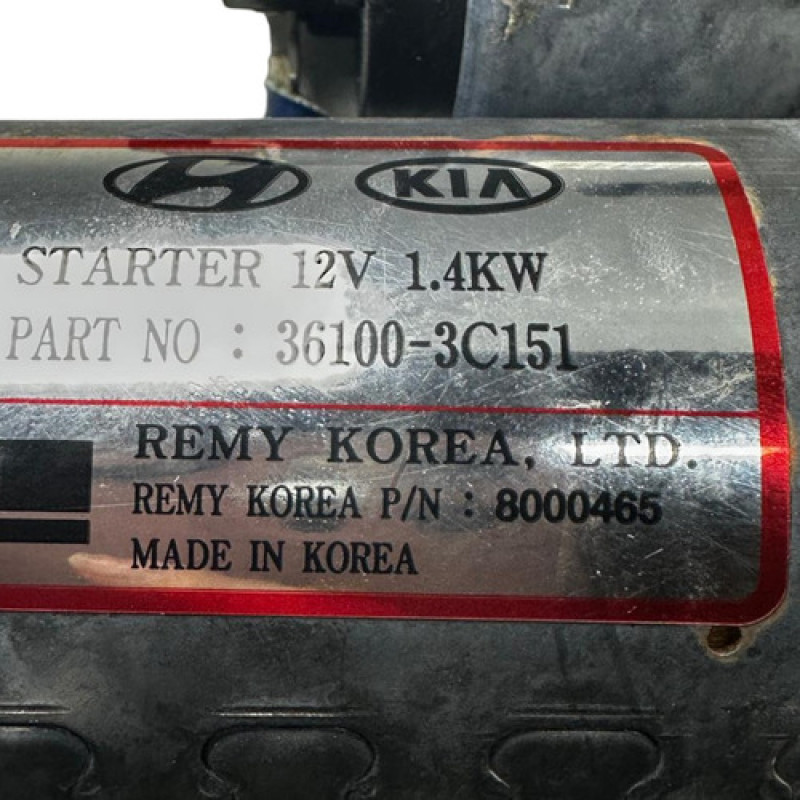 KIA
STARTER 12V 1.4KW
PART NO : 36100-3C151
REMY KOREA, LTD.
REMY KOREA P/N : 8000465
MADE IN KOREA